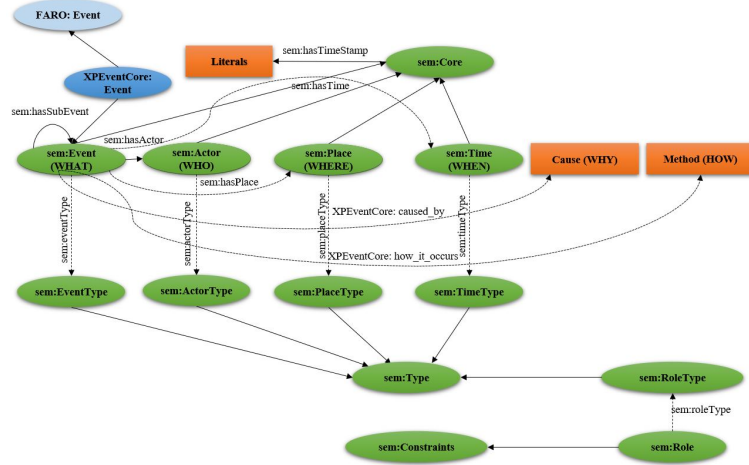 FARO: Event
XPEventCore:
Event
Literals
sem:hasTimeStamp
sem:Core
sem:hasTime
sem:hasSubEvent
sem:hasActor
sem:Event
(WHAT)
sem:Actor
(WHO)
sem:Place
(WHERE)
sem:Time
(WHEN)
Cause (WHY)
Method (HOW)
sem:hasPlace
XPEventCore: caused_by
XPEventCore: how_it_occurs
sem:eventType
sem:actorType
sem:placeType
sem:timeType
sem:EventType
sem:ActorType
sem:PlaceType
sem:TimeType
sem:Type
sem:RoleType
sem:roleType
sem:Constraints
sem:Role